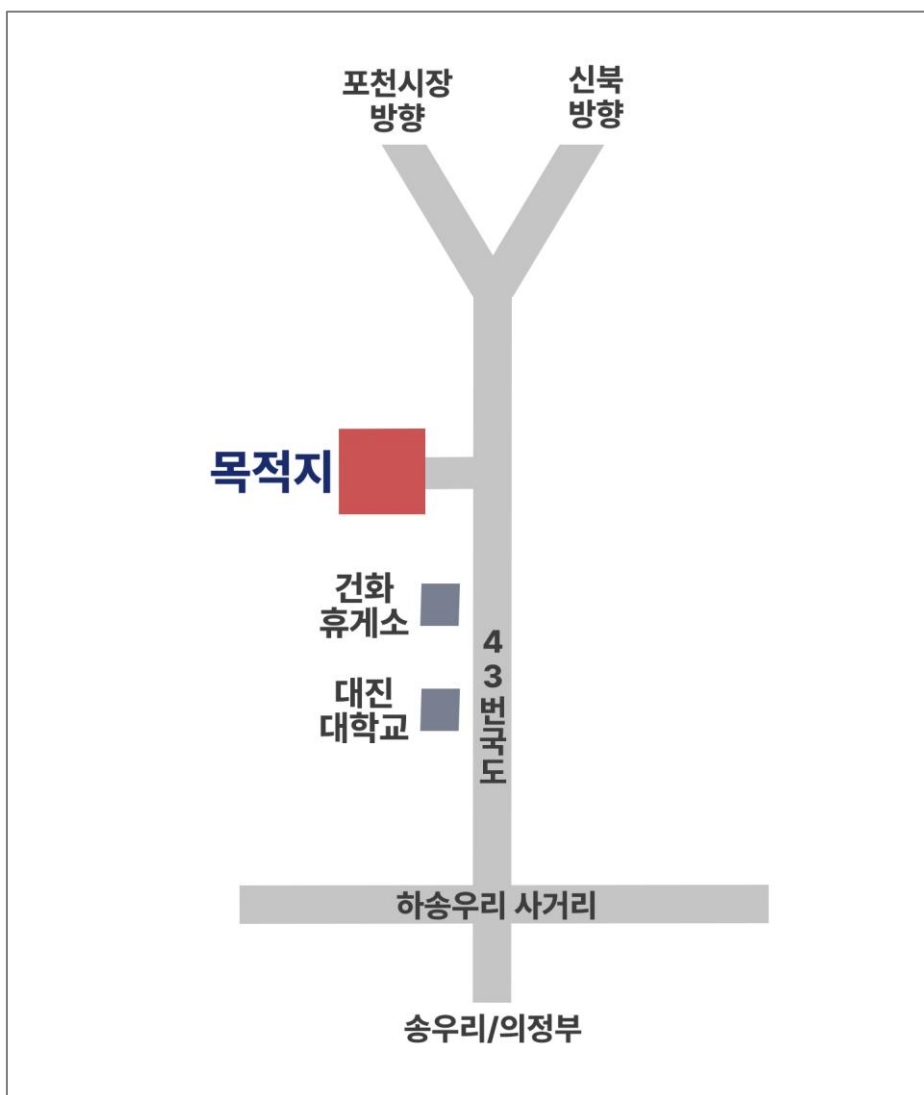 포천시장
방향
신북
방향
목적지
건화
휴게소
43번국도
대진
대학교
하송우리 사거리
송우리/의정부